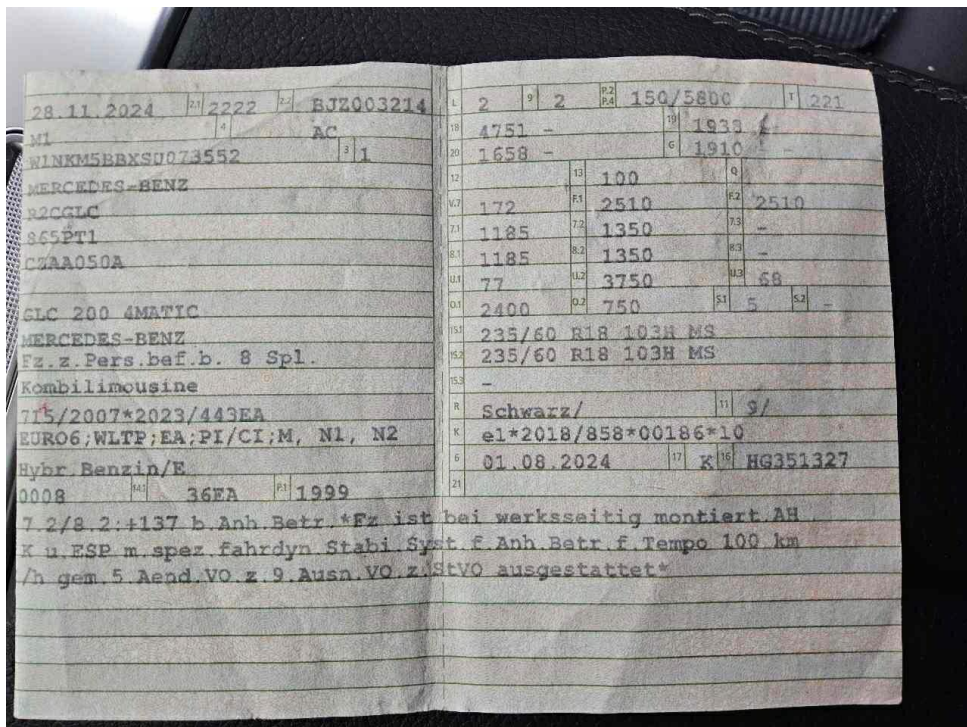 28.11.2024 2.1 2222 2.2 BJZ003214
M1 4 AC
W1NKM5BBXSU073552 3 1
MERCEDES-BENZ
R2CGLC
865PT1
CZAA050A
GLC 200 4MATIC
MERCEDES-BENZ
Fz.z.Pers.bef.b. 8 Spl.
Kombilimousine
715/2007*2023/443EA
EURO6;WLTP;EA;PI/CI;M, N1, N2
Hybr.Benzin/E
0008 14.1 36EA P.1 1999
L 2 9 2 P.2 P.4 150/5800 T 221
18 4751 - 19 1933
20 1658 - G 1910 -
12 13 100 Q
V.7 172 F.1 2510 F.2 2510
7.1 1185 7.2 1350 7.3 -
8.1 1185 8.2 1350 8.3 -
U.1 77 U.2 3750 U.3 68
O.1 2400 O.2 750 S.1 5 S.2 -
15.1 235/60 R18 103H MS
15.2 235/60 R18 103H MS
15.3 -
R Schwarz/ 11 9/
K e1*2018/858*00186*10
6 01.08.2024 17 K 16 HG351327
21
7.2/8.2:+137 b.Anh.Betr.*Fz ist bei werksseitig montiert.AH
K u.ESP m.spez.fahrdyn.Stabi.Syst.f.Anh.Betr.f.Tempo 100 km
/h gem.5.Aend.VO.z.9.Ausn.VO.z.StVO ausgestattet*